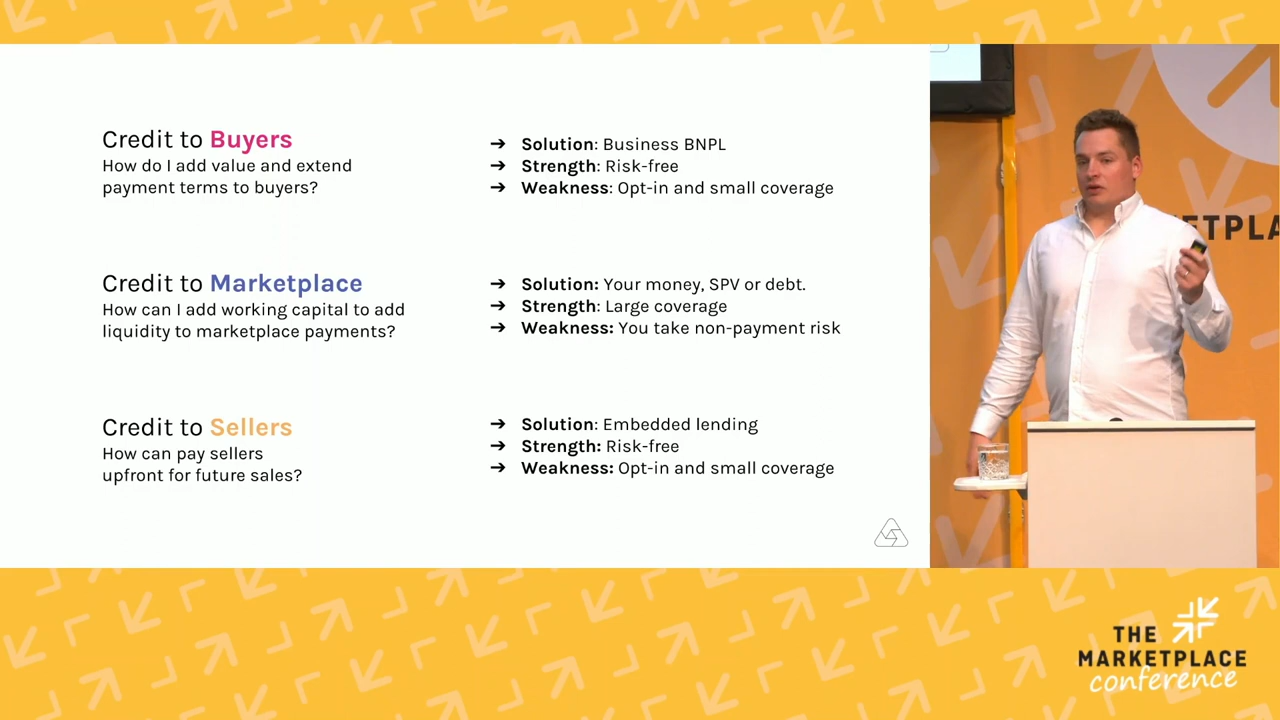 Credit to Buyers
How do I add value and extend
payment terms to buyers?
➔ Solution: Business BNPL
➔ Strength: Risk-free
➔ Weakness: Opt-in and small coverage
Credit to Marketplace
How can I add working capital to add
liquidity to marketplace payments?
➔ Solution: Your money, SPV or debt.
➔ Strength: Large coverage
➔ Weakness: You take non-payment risk
Credit to Sellers
How can pay sellers
upfront for future sales?
➔ Solution: Embedded lending
➔ Strength: Risk-free
➔ Weakness: Opt-in and small coverage
ETPLA
THE
MARKETPLACE
conference